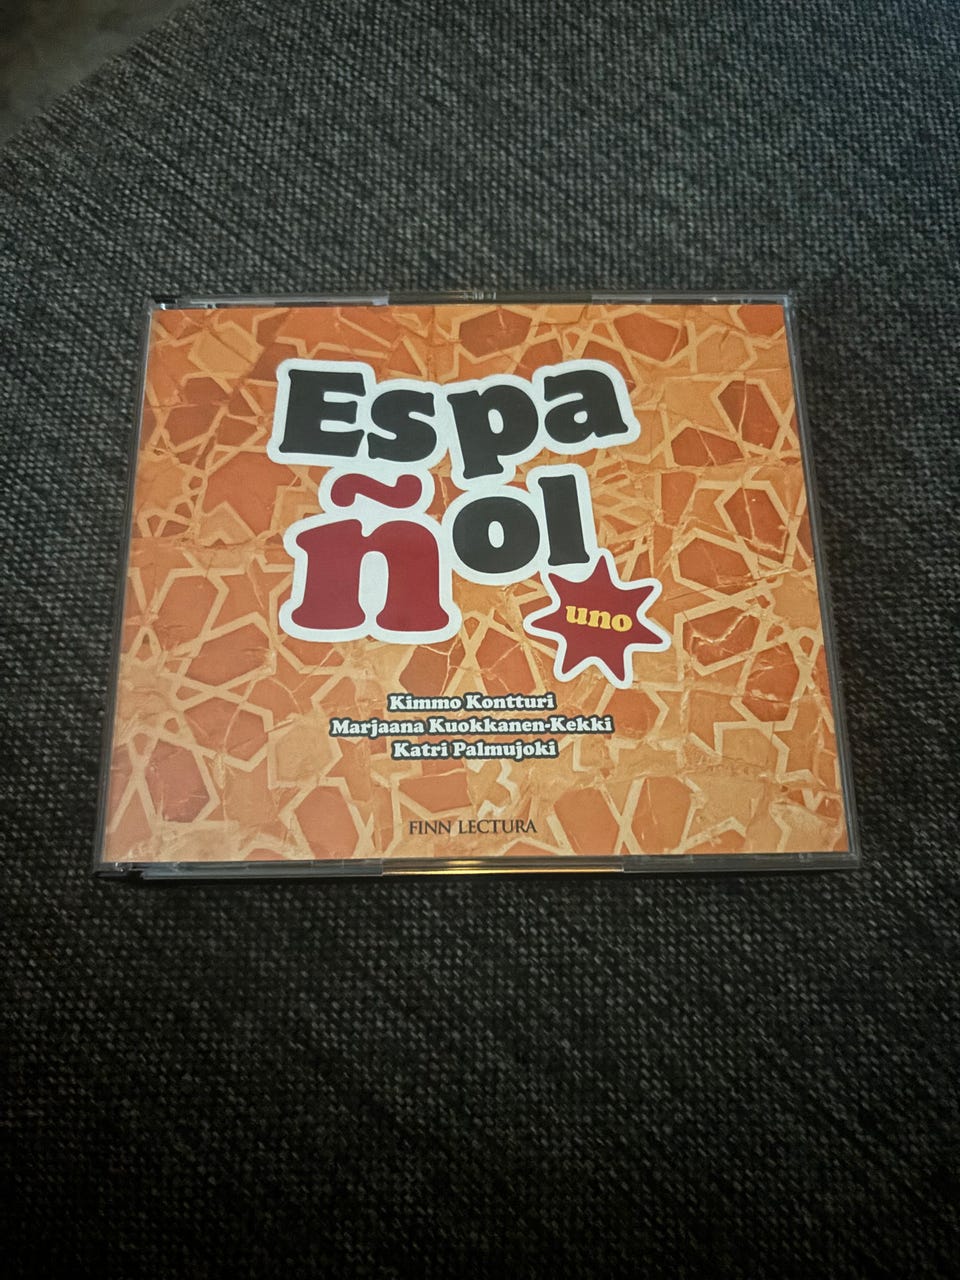 Espa
ñol
uno
Kimmo Kontturi
Marjaana Kuokkanen-Kekki
Katri Palmujoki
FINN LECTURA